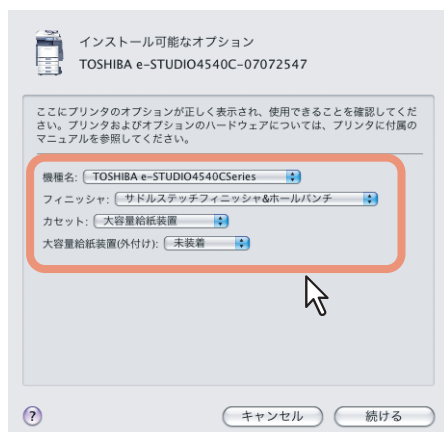 インストール可能なオプション
TOSHIBA e-STUDIO4540C-07072547
ここにプリンタのオプションが正しく表示され、使用できることを確認してくだ
さい。プリンタおよびオプションのハードウェアについては、プリンタに付属の
マニュアルを参照してください。
機種名: TOSHIBA e-STUDIO4540CSeries
フィニッシャ: サドルステッチフィニッシャ&ホールパンチ
カセット: 大容量給紙装置
大容量給紙装置(外付け): 未装着
? キャンセル 続ける